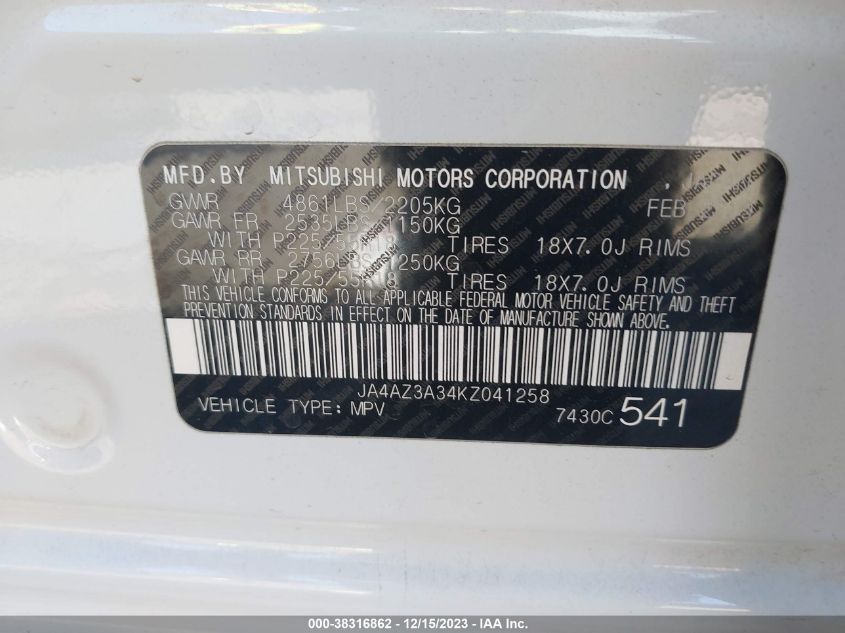 MFD.BY MITSUBISHI MOTORS CORPORATION
GVWR 4861LBS 2205KG FEB
GAWR FR 2535LBS 1150KG
WITH P225/55R18 TIRES 18X7.0J RIMS
GAWR RR 2756LBS 1250KG
WITH P225/55R18 TIRES 18X7.0J RIMS
THIS VEHICLE CONFORMS TO ALL APPLICABLE FEDERAL MOTOR VEHICLE SAFETY AND THEFT
PREVENTION STANDARDS IN EFFECT ON THE DATE OF MANUFACTURE SHOWN ABOVE.
JA4AZ3A34KZ041258
VEHICLE TYPE: MPV 7430C 541
000-38316862 - 12/15/2023 - IAA Inc.